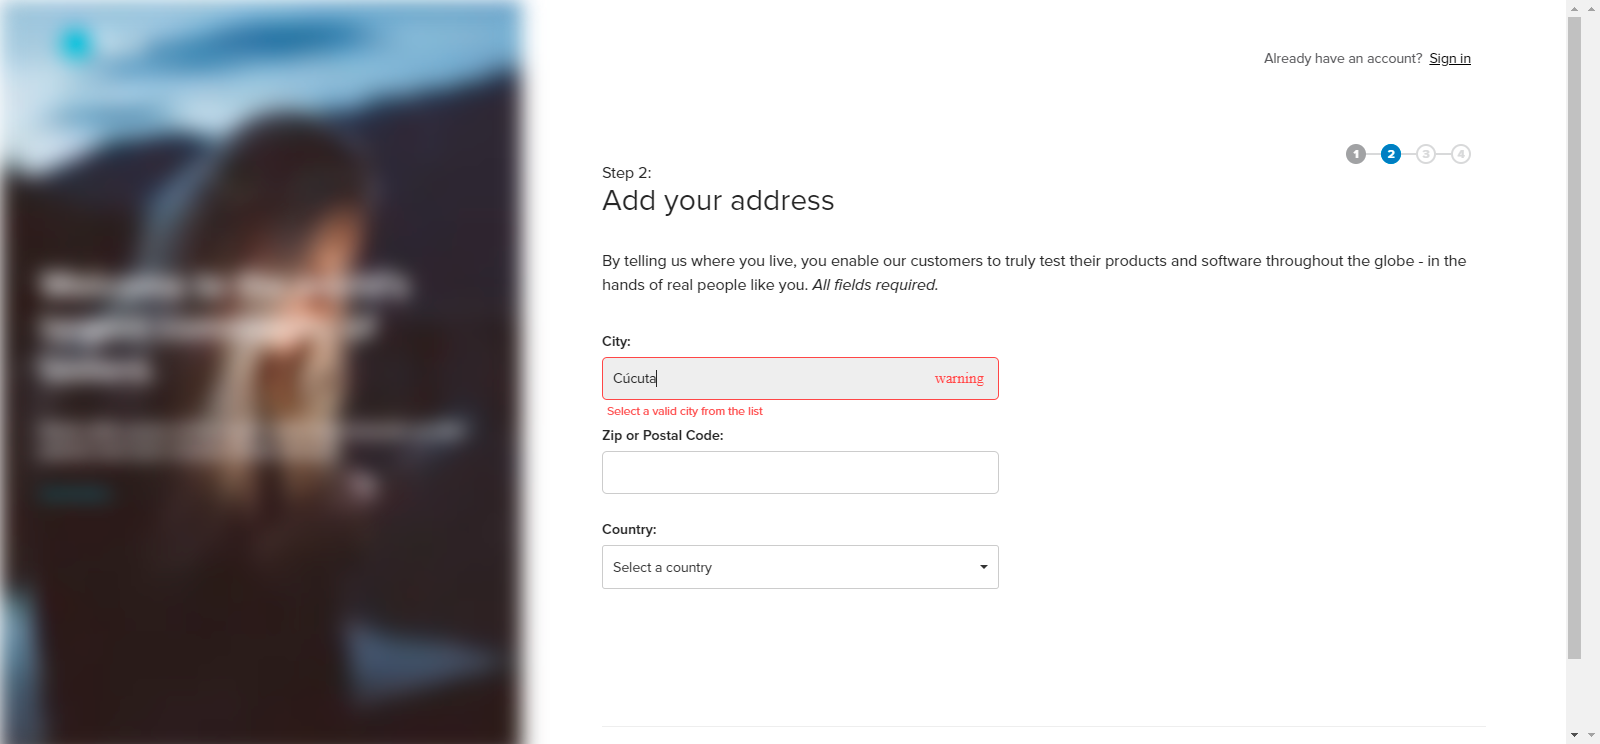 Already have an account? Sign in
1 2 3 4
Step 2:
Add your address
By telling us where you live, you enable our customers to truly test their products and software throughout the globe - in the
hands of real people like you. All fields required.
City:
Cúcuta warning
Select a valid city from the list
Zip or Postal Code:
Country:
Select a country